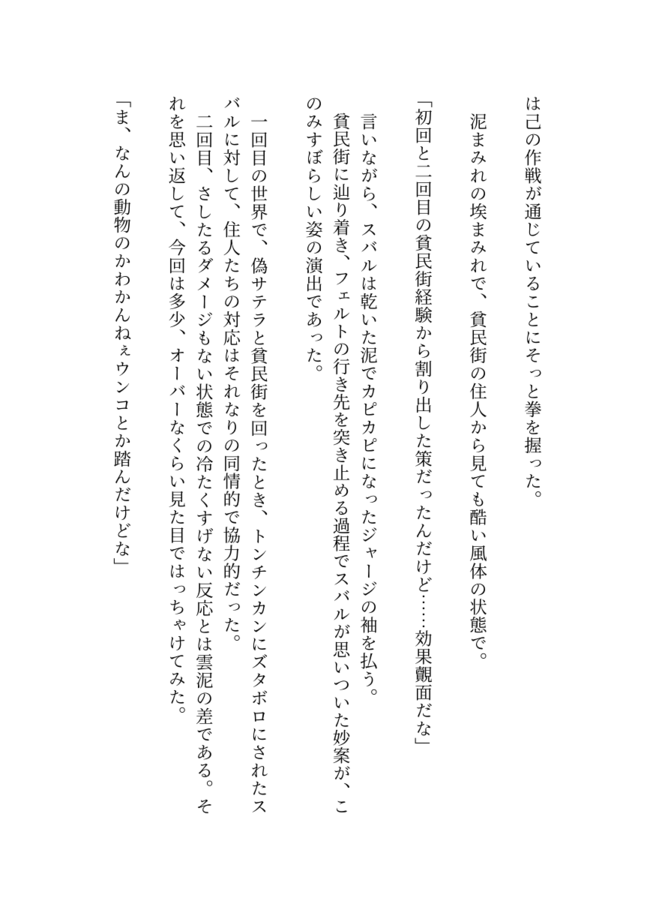 は己の作戦が通じていることにそっと拳を握った。
泥まみれの埃まみれで、貧民街の住人から見ても酷い風体の状態で。
「初回と二回目の貧民街経験から割り出した策だったんだけど……効果覿面だな」
言いながら、スバルは乾いた泥でカピカピになったジャージの袖を払う。
貧民街に辿り着き、フェルトの行き先を突き止める過程でスバルが思いついた妙案が、こ
のみすぼらしい姿の演出であった。
一回目の世界で、偽サテラと貧民街を回ったとき、トンチンカンにズタボロにされたス
バルに対して、住人たちの対応はそれなりの同情的で協力的だった。
二回目、さしたるダメージもない状態での冷たくすげない反応とは雲泥の差である。そ
れを思い返して、今回は多少、オーバーなくらい見た目ではっちゃけてみた。
「ま、なんの動物のかわかんねぇウンコとか踏んだけどな」